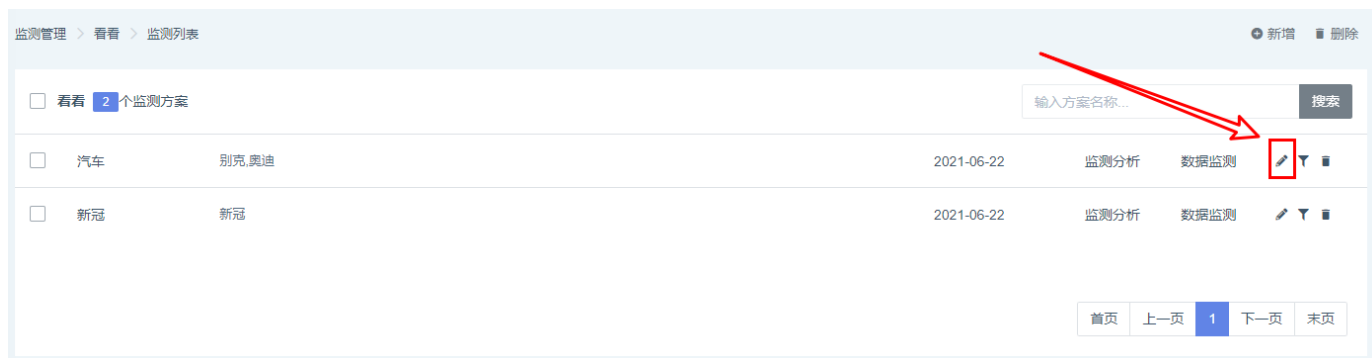 监测管理 > 看看 > 监测列表 新增 删除
看看 2 个监测方案 输入方案名称... 搜索
汽车 别克,奥迪 2021-06-22 监测分析 数据监测
新冠 新冠 2021-06-22 监测分析 数据监测
首页 上一页 1 下一页 末页